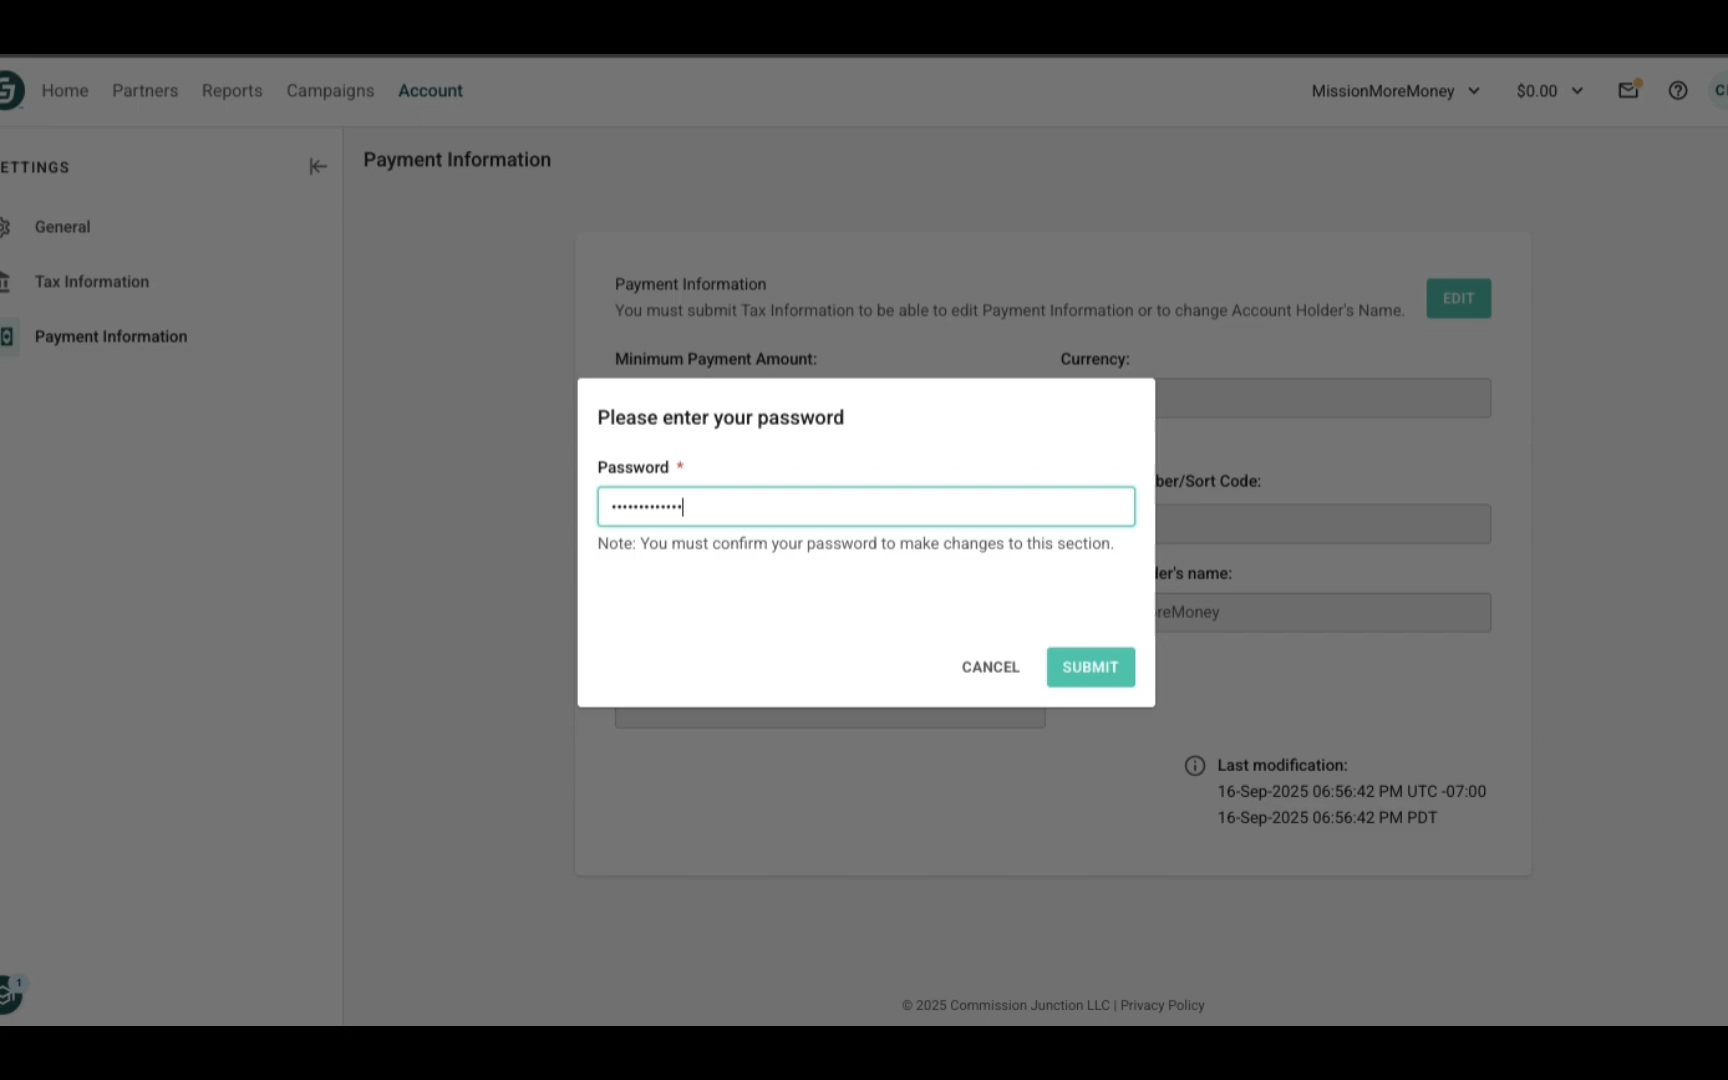 Home Partners Reports Campaigns Account MissionMoreMoney $0.00
ETTINGS
General
Tax Information
Payment Information
Payment Information
Payment Information
You must submit Tax Information to be able to edit Payment Information or to change Account Holder's Name.
EDIT
Minimum Payment Amount: Currency:
Please enter your password
Password *
•••••••••••••
Note: You must confirm your password to make changes to this section.
CANCEL SUBMIT
ber/Sort Code:
der's name:
reMoney
Last modification:
16-Sep-2025 06:56:42 PM UTC -07:00
16-Sep-2025 06:56:42 PM PDT
1
© 2025 Commission Junction LLC | Privacy Policy